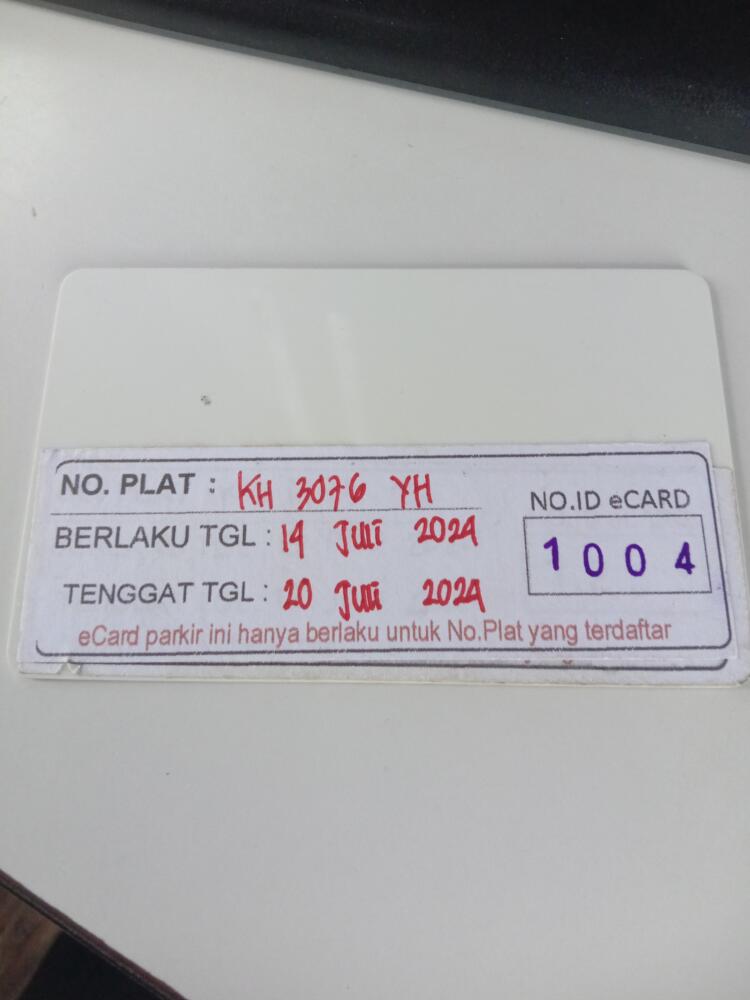 NO. PLAT : KH 3076 YH
NO.ID eCARD
BERLAKU TGL : 14 Juli 2024
1004
TENGGAT TGL : 20 Juli 2024
eCard parkir ini hanya berlaku untuk No.Plat yang terdaftar